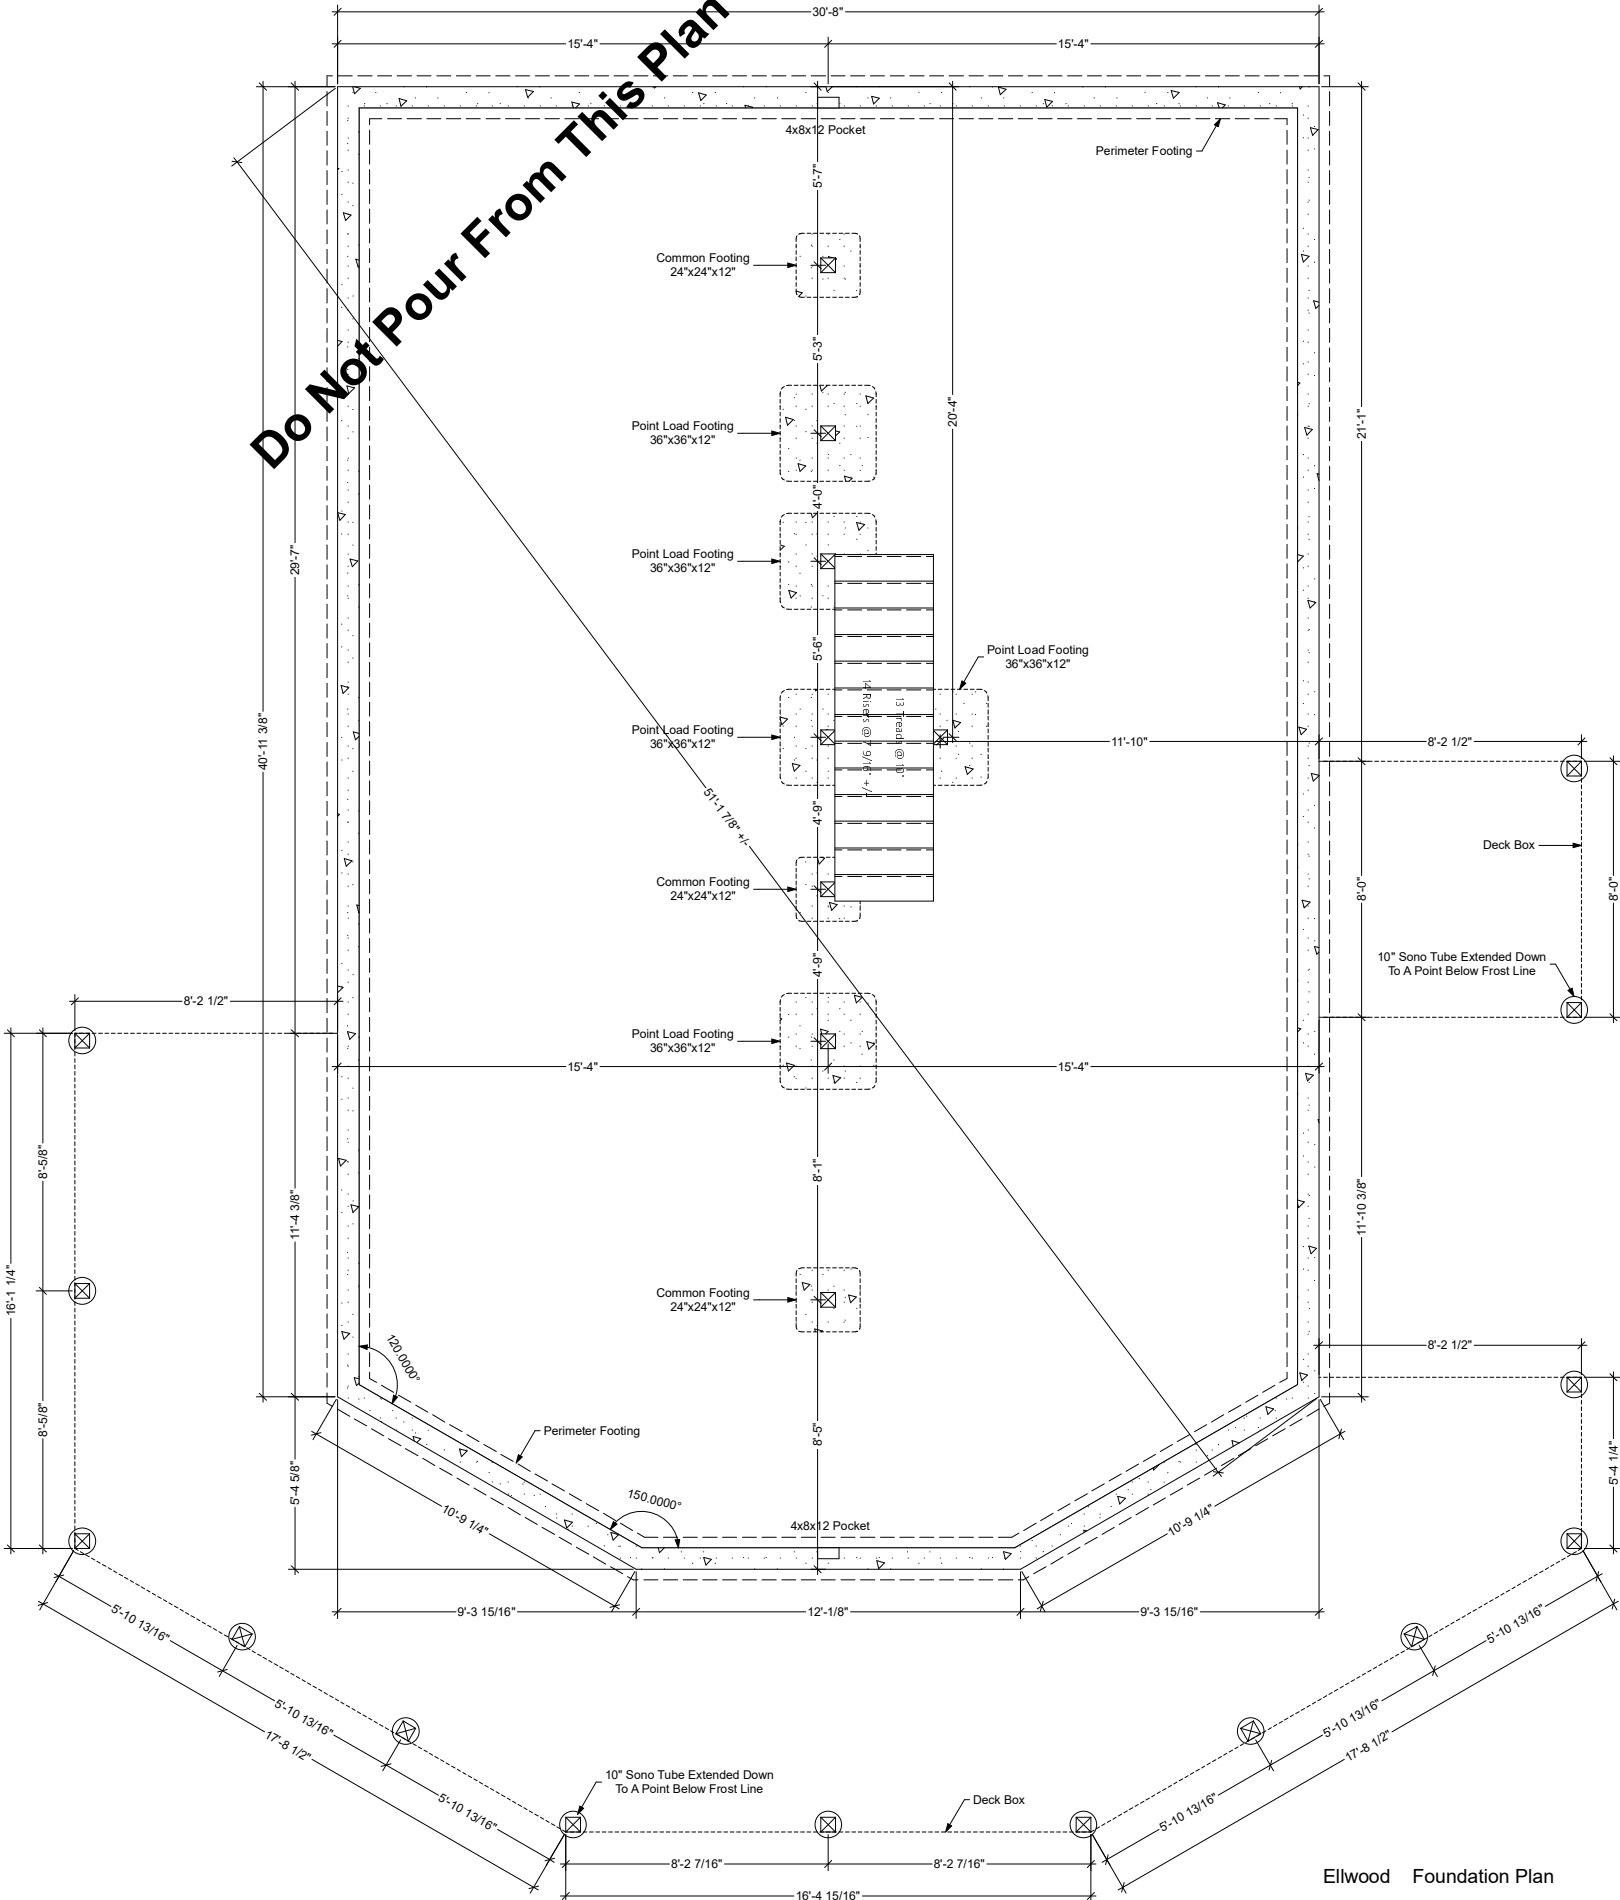 30'-8"
15'-4"
15'-4"
Do Not Pour From This Plan
4x8x12 Pocket
Perimeter Footing
5'-7"
Common Footing
24"x24"x12"
5'-3"
20'-4"
21'-1"
Point Load Footing
36"x36"x12"
4'-0"
29'-7"
Point Load Footing
36"x36"x12"
5'-6"
Point Load Footing
36"x36"x12"
14 Risers @ 7 9/16" +/-
13 Treads @ 10"
40'-11 3/8"
Point Load Footing
36"x36"x12"
11'-10"
8'-2 1/2"
51'-1 7/8" +/-
4'-9"
Deck Box
Common Footing
24"x24"x12"
8'-0"
8'-0"
4'-9"
10" Sono Tube Extended Down
To A Point Below Frost Line
8'-2 1/2"
Point Load Footing
36"x36"x12"
15'-4"
15'-4"
8'-5/8"
8'-1"
11'-4 3/8"
11'-10 3/8"
16'-1 1/4"
Common Footing
24"x24"x12"
120.0000°
8'-2 1/2"
8'-5/8"
Perimeter Footing
8'-5"
5'-4 5/8"
5'-4 1/4"
150.0000°
10'-9 1/4"
4x8x12 Pocket
10'-9 1/4"
9'-3 15/16"
12'-1/8"
9'-3 15/16"
5'-10 13/16"
5'-10 13/16"
5'-10 13/16"
5'-10 13/16"
17'-8 1/2"
17'-8 1/2"
10" Sono Tube Extended Down
To A Point Below Frost Line
Deck Box
5'-10 13/16"
5'-10 13/16"
8'-2 7/16"
8'-2 7/16"
16'-4 15/16"
Ellwood Foundation Plan